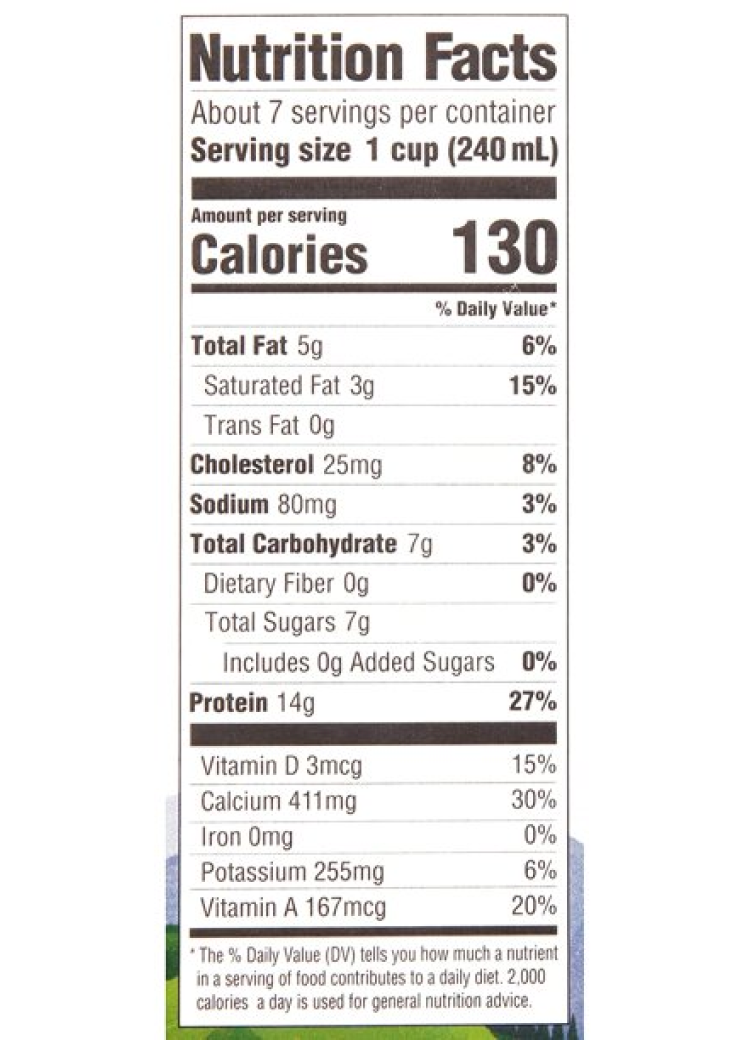 Nutrition Facts
About 7 servings per container
Serving size 1 cup (240 mL)
Amount per serving
Calories 130
% Daily Value*
Total Fat 5g 6%
Saturated Fat 3g 15%
Trans Fat 0g
Cholesterol 25mg 8%
Sodium 80mg 3%
Total Carbohydrate 7g 3%
Dietary Fiber 0g 0%
Total Sugars 7g
Includes 0g Added Sugars 0%
Protein 14g 27%
Vitamin D 3mcg 15%
Calcium 411mg 30%
Iron 0mg 0%
Potassium 255mg 6%
Vitamin A 167mcg 20%
* The % Daily Value (DV) tells you how much a nutrient
in a serving of food contributes to a daily diet. 2,000
calories a day is used for general nutrition advice.